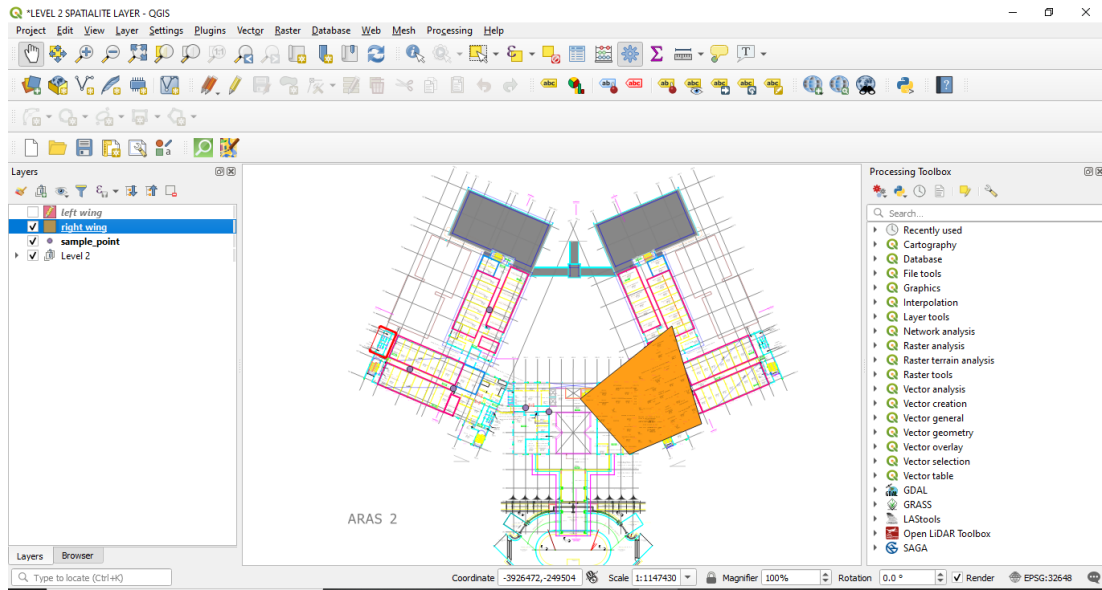 *LEVEL 2 SPATIALITE LAYER - QGIS
Project Edit View Layer Settings Plugins Vector Raster Database Web Mesh Processing Help
Layers
left wing
right wing
sample_point
Level 2
Layers Browser
ARAS 2
Processing Toolbox
Search...
Recently used
Cartography
Database
File tools
Graphics
Interpolation
Layer tools
Network analysis
Raster analysis
Raster terrain analysis
Raster tools
Vector analysis
Vector creation
Vector general
Vector geometry
Vector overlay
Vector selection
Vector table
GDAL
GRASS
LAStools
Open LiDAR Toolbox
SAGA
Type to locate (Ctrl+K) Coordinate -3926472,-249504 Scale 1:1147430 Magnifier 100% Rotation 0.0 ° Render EPSG:32648